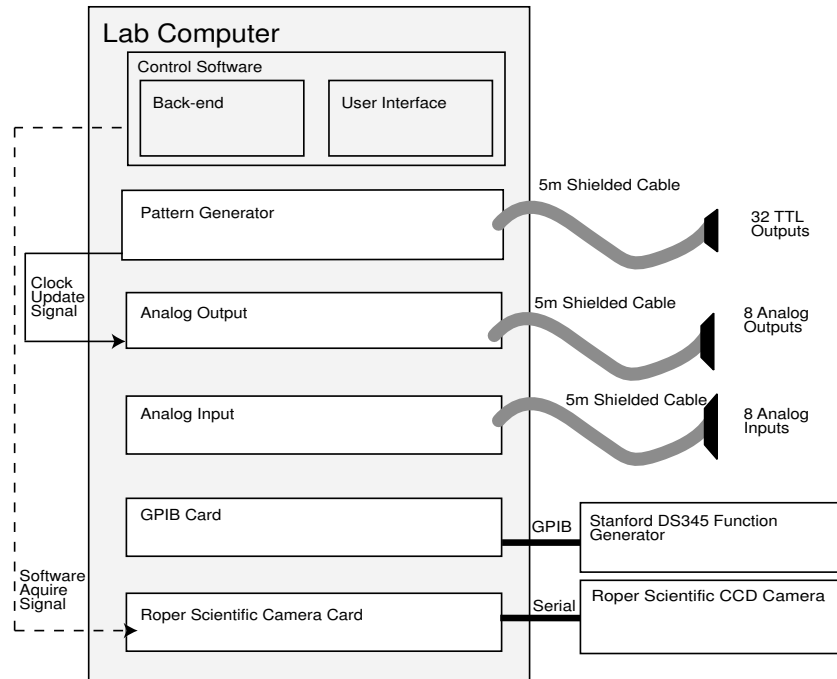 Lab Computer
Control Software
Back-end
User Interface
5m Shielded Cable
Pattern Generator
32 TTL
Outputs
Clock
Update
Signal
5m Shielded Cable
Analog Output
8 Analog
Outputs
5m Shielded Cable
Analog Input
8 Analog
Inputs
GPIB Card
GPIB
Stanford DS345 Function
Generator
Software
Aquire
Signal
Roper Scientific Camera Card
Serial
Roper Scientific CCD Camera